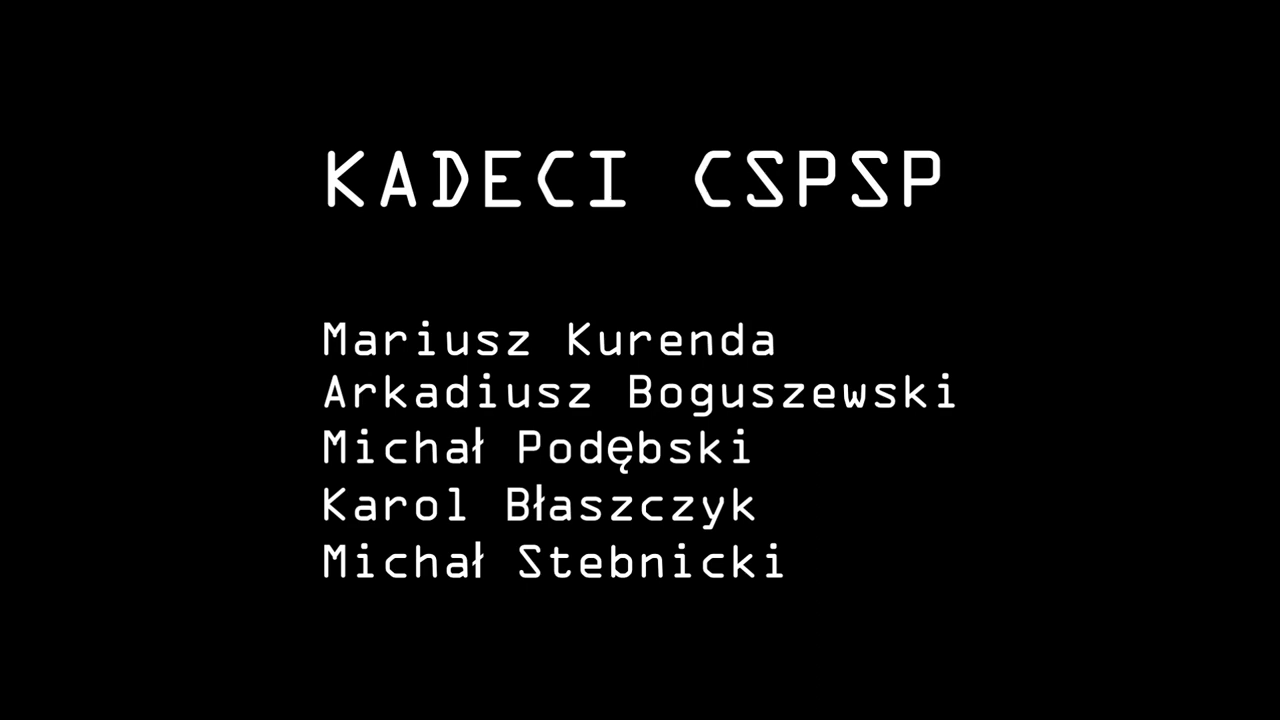 KADECI CSPSP
Mariusz Kurenda
Arkadiusz Boguszewski
Michał Podębski
Karol Błaszczyk
Michał Stebnicki